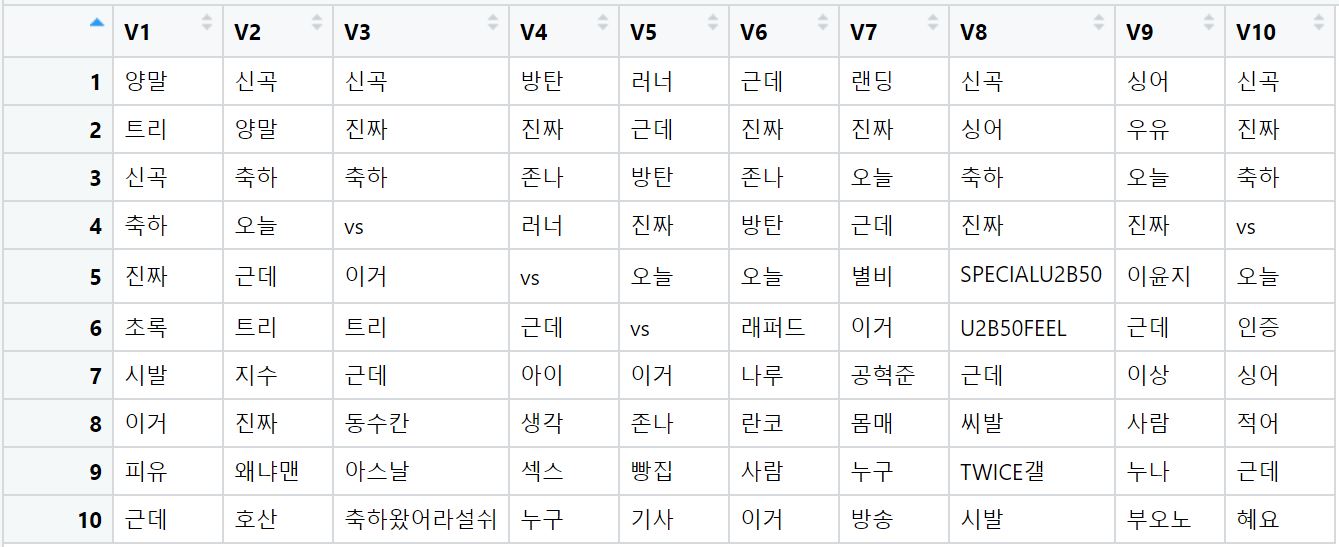 V1 V2 V3 V4 V5 V6 V7 V8 V9 V10
1 양말 신곡 신곡 방탄 러너 근데 랜딩 신곡 싱어 신곡
2 트리 양말 진짜 진짜 근데 진짜 진짜 싱어 우유 진짜
3 신곡 축하 축하 존나 방탄 존나 오늘 축하 오늘 축하
4 축하 오늘 vs 러너 진짜 방탄 근데 진짜 진짜 vs
5 진짜 근데 이거 vs 오늘 오늘 별비 SPECIALU2B50 이윤지 오늘
6 초록 트리 트리 근데 vs 래퍼드 이거 U2B50FEEL 근데 인증
7 시발 지수 근데 아이 이거 나루 공혁준 근데 이상 싱어
8 이거 진짜 동수칸 생각 존나 란코 몸매 씨발 사람 적어
9 피유 왜냐맨 아스날 섹스 빵집 사람 누구 TWICE갤 누나 근데
10 근데 호산 축하왔어라설쉬 누구 기사 이거 방송 시발 부오노 혜요